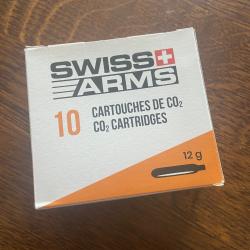 SWISS
ARMS
10 CARTOUCHES DE CO₂
CO₂ CARTRIDGES
12 g